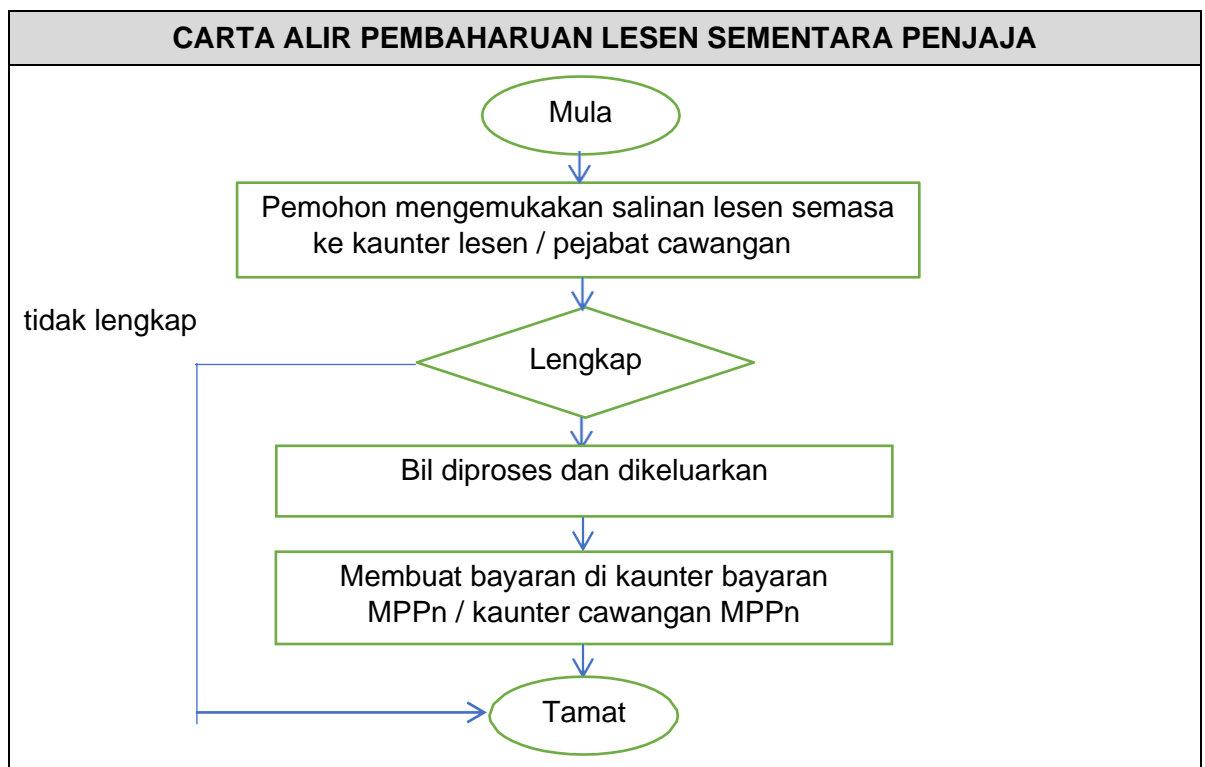 CARTA ALIR PEMBAHARUAN LESEN SEMENTARA PENJAJA
Mula
Pemohon mengemukakan salinan lesen semasa
ke kaunter lesen / pejabat cawangan
tidak lengkap
Lengkap
Bil diproses dan dikeluarkan
Membuat bayaran di kaunter bayaran
MPPn / kaunter cawangan MPPn
Tamat